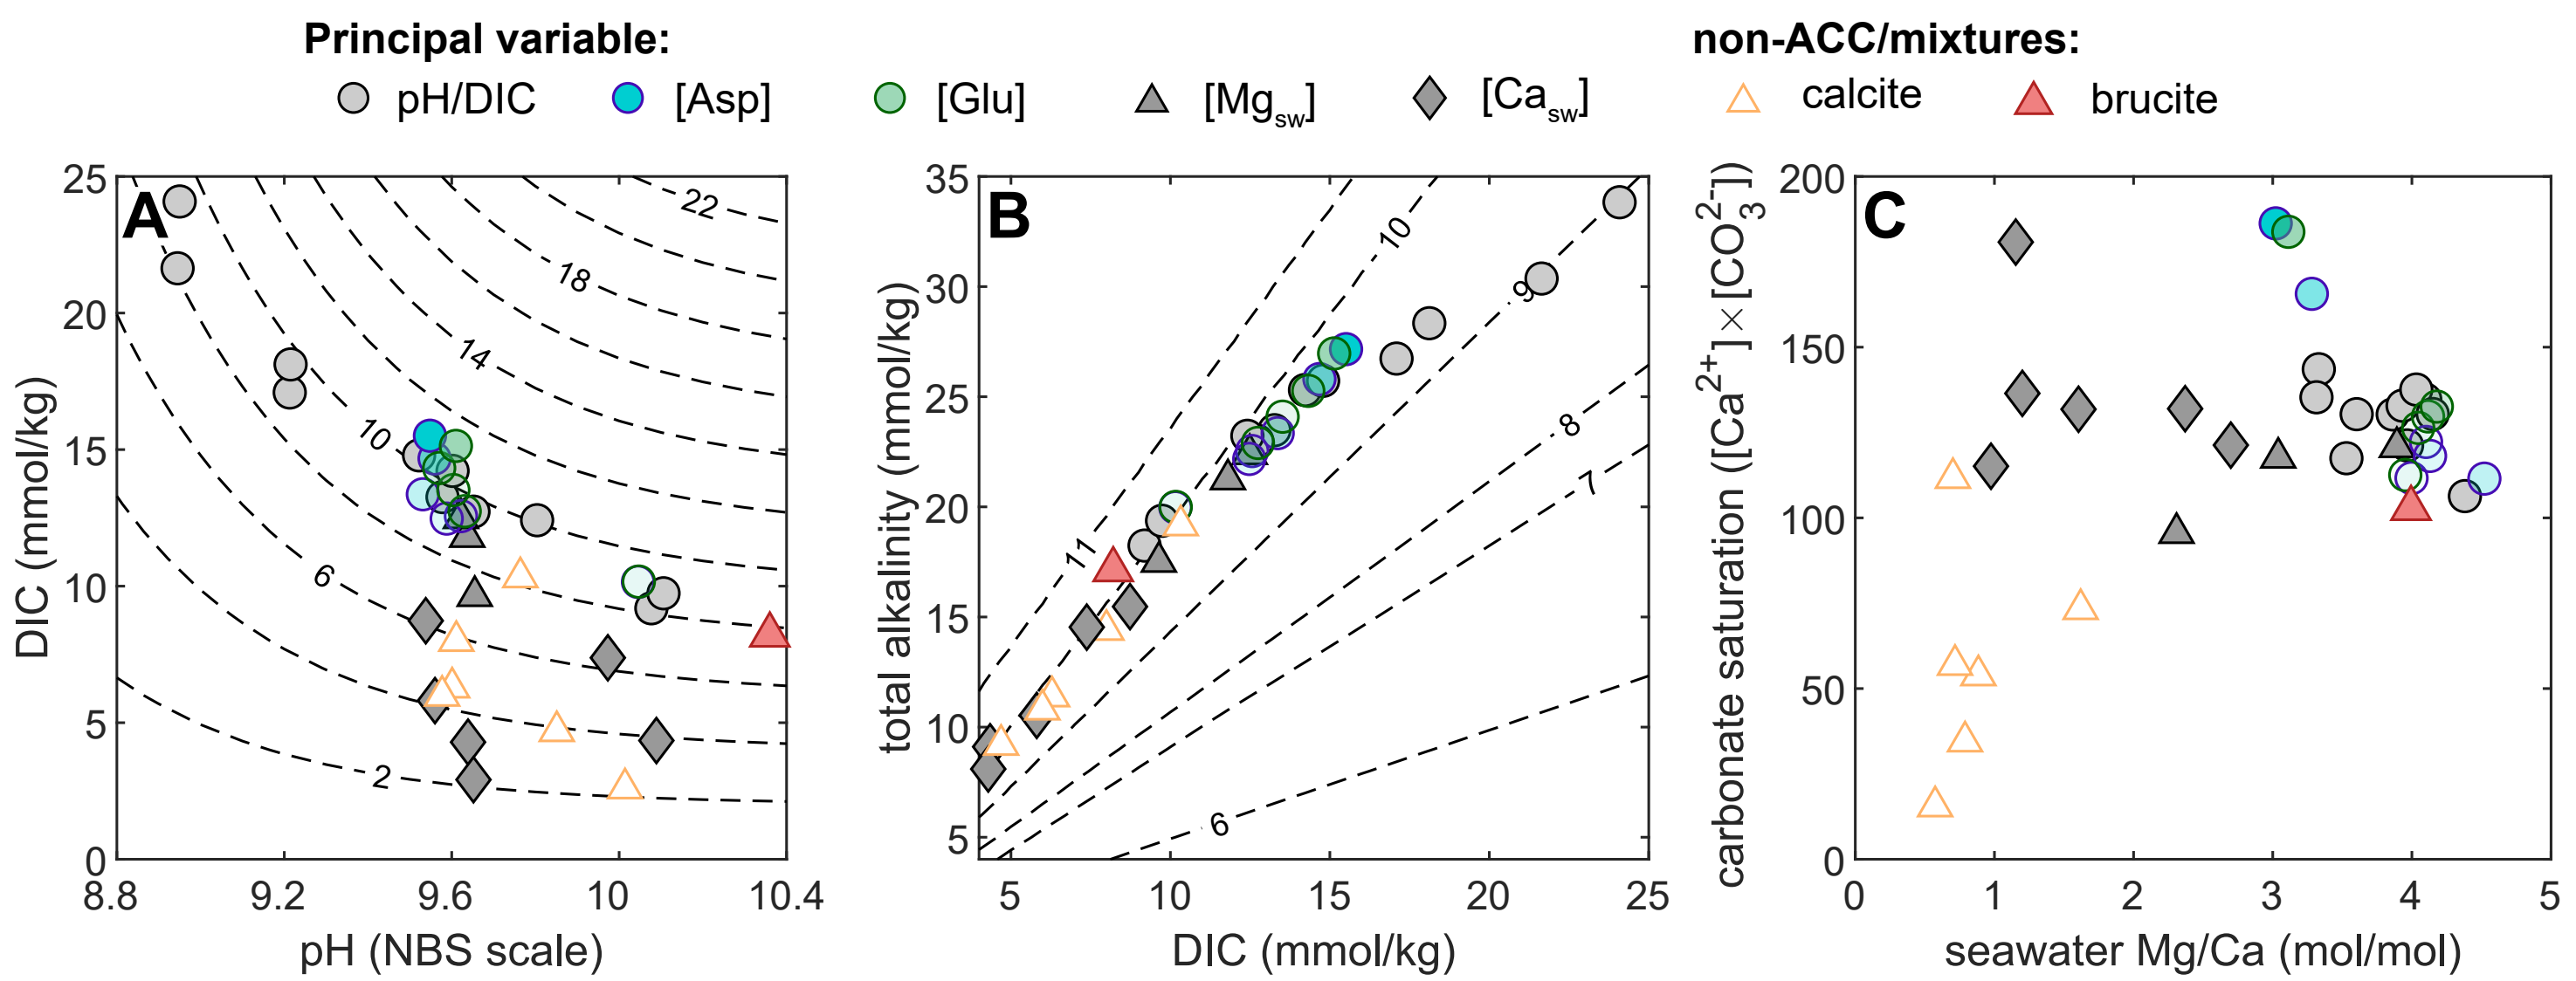 Principal variable:
non-ACC/mixtures:
pH/DIC
[Asp]
[Glu]
[Mgsw]
[Casw]
calcite
brucite
A
25
20
15
10
5
0
8.8
9.2
9.6
10
10.4
DIC (mmol/kg)
pH (NBS scale)
22
18
14
10
6
2
B
35
30
25
20
15
10
5
5
10
15
20
25
total alkalinity (mmol/kg)
DIC (mmol/kg)
11
10
9
8
7
6
C
200
150
100
50
0
0
1
2
3
4
5
carbonate saturation ([Ca2+] × [CO32-])
seawater Mg/Ca (mol/mol)